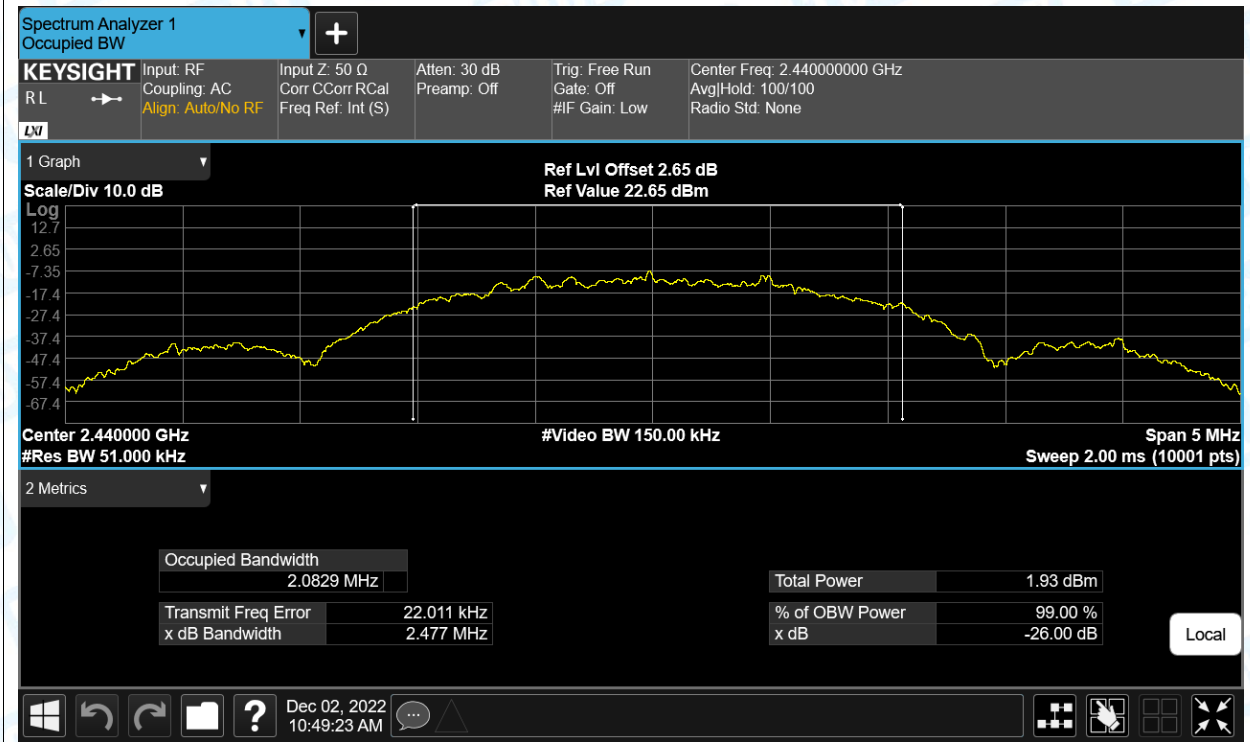 Spectrum Analyzer 1
Occupied BW
▼
+
KEYSIGHT
R L
LXI
Input: RF
Coupling: AC
Align: Auto/No RF
Input Z: 50 Ω
Corr CCorr RCal
Freq Ref: Int (S)
Atten: 30 dB
Preamp: Off
Trig: Free Run
Gate: Off
#IF Gain: Low
Center Freq: 2.440000000 GHz
Avg|Hold: 100/100
Radio Std: None
1 Graph ▼
Scale/Div 10.0 dB
Ref Lvl Offset 2.65 dB
Ref Value 22.65 dBm
Log
12.7
2.65
-7.35
-17.4
-27.4
-37.4
-47.4
-57.4
-67.4
Center 2.440000 GHz
#Res BW 51.000 kHz
#Video BW 150.00 kHz
Span 5 MHz
Sweep 2.00 ms (10001 pts)
2 Metrics ▼
Occupied Bandwidth
2.0829 MHz
Transmit Freq Error 22.011 kHz
x dB Bandwidth 2.477 MHz
Total Power 1.93 dBm
% of OBW Power 99.00 %
x dB -26.00 dB
Local
?
Dec 02, 2022
10:49:23 AM